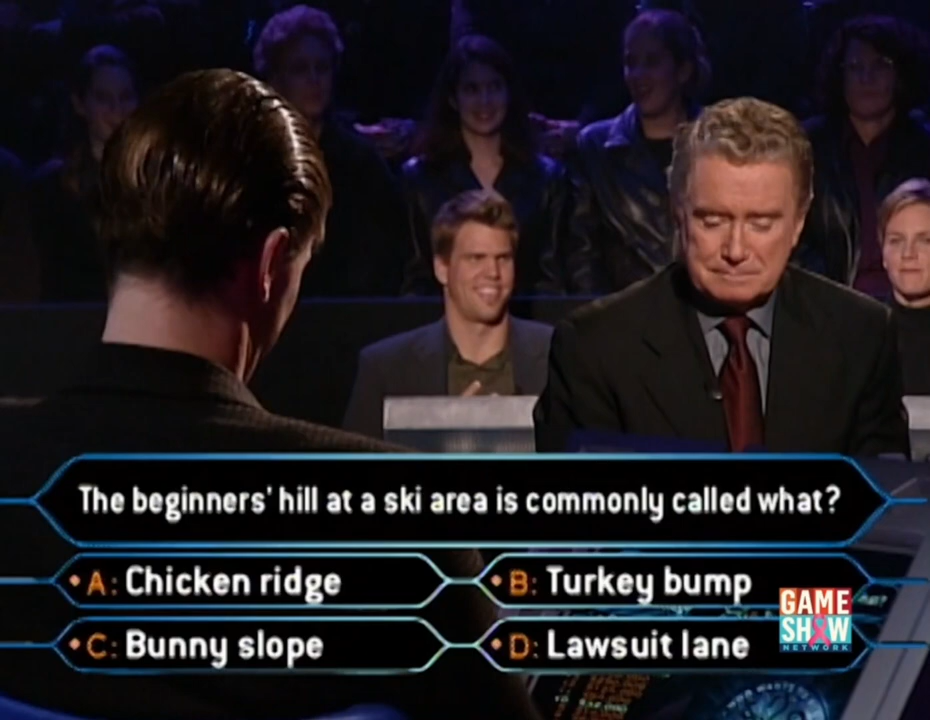 The beginners' hill at a ski area is commonly called what?
A: Chicken ridge
B: Turkey bump
C: Bunny slope
D: Lawsuit lane
GAME
SHOW
NETWORK